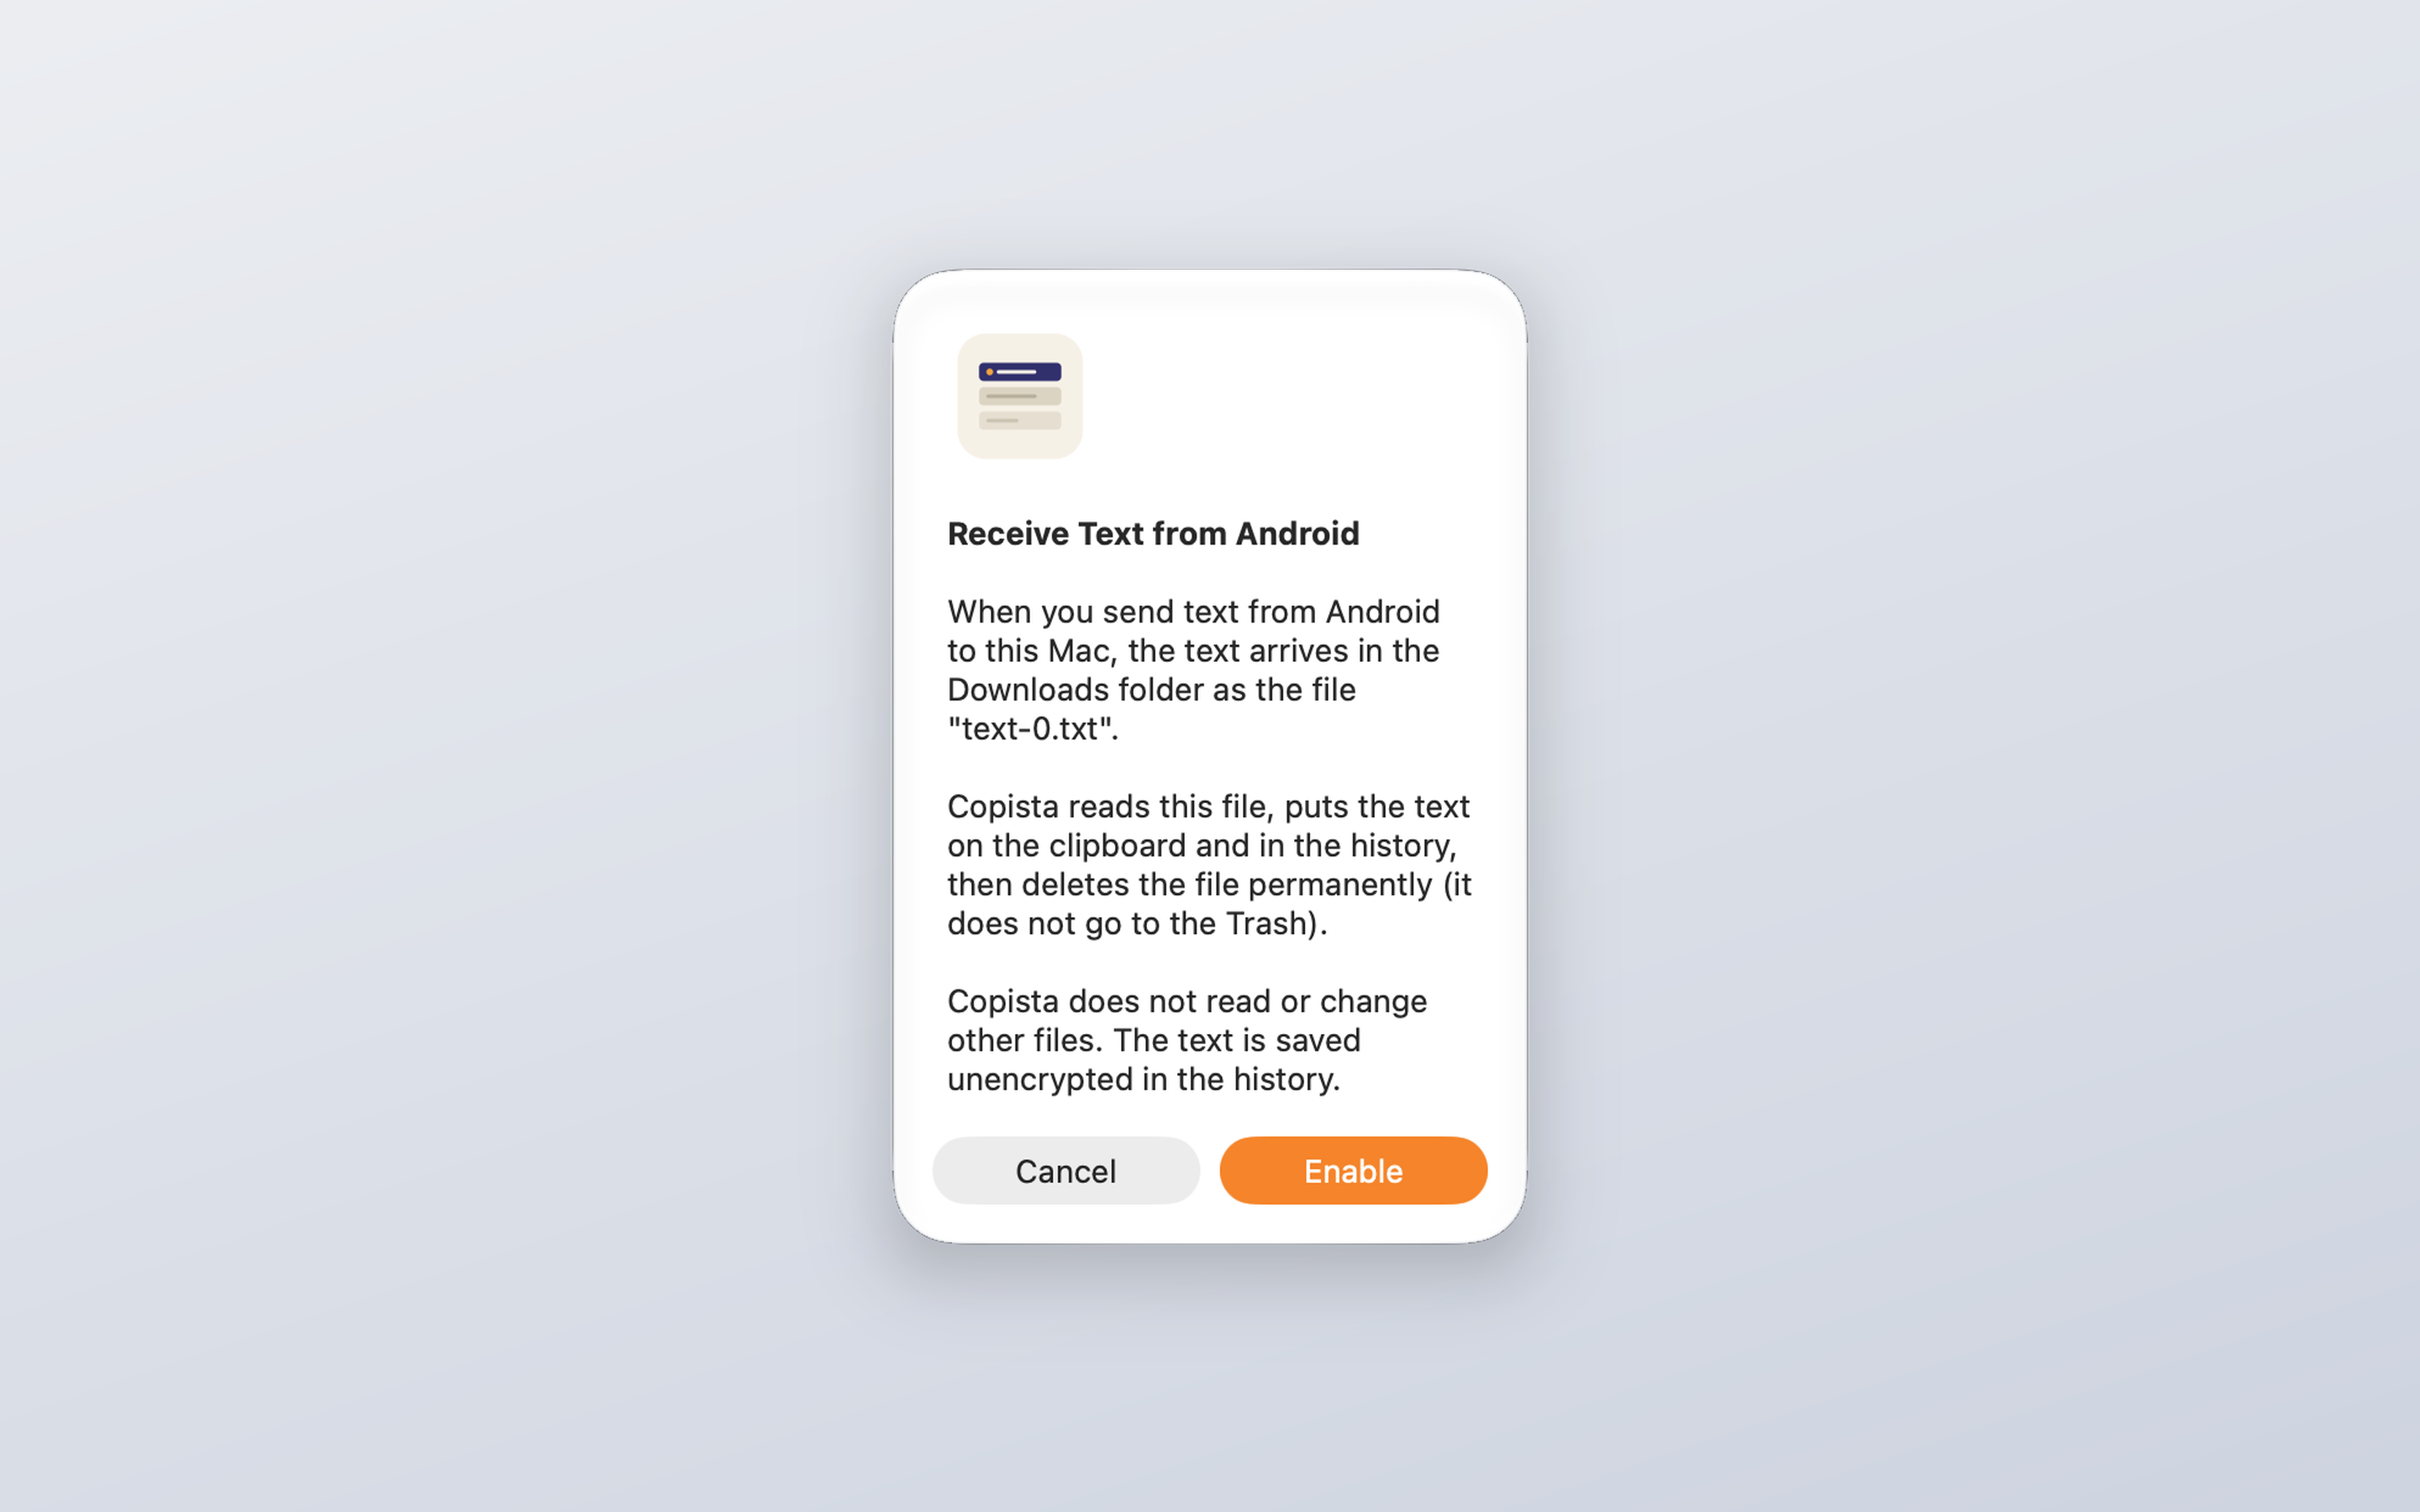 Receive Text from Android
When you send text from Android
to this Mac, the text arrives in the
Downloads folder as the file
"text-0.txt".
Copista reads this file, puts the text
on the clipboard and in the history,
then deletes the file permanently (it
does not go to the Trash).
Copista does not read or change
other files. The text is saved
unencrypted in the history.
Cancel
Enable